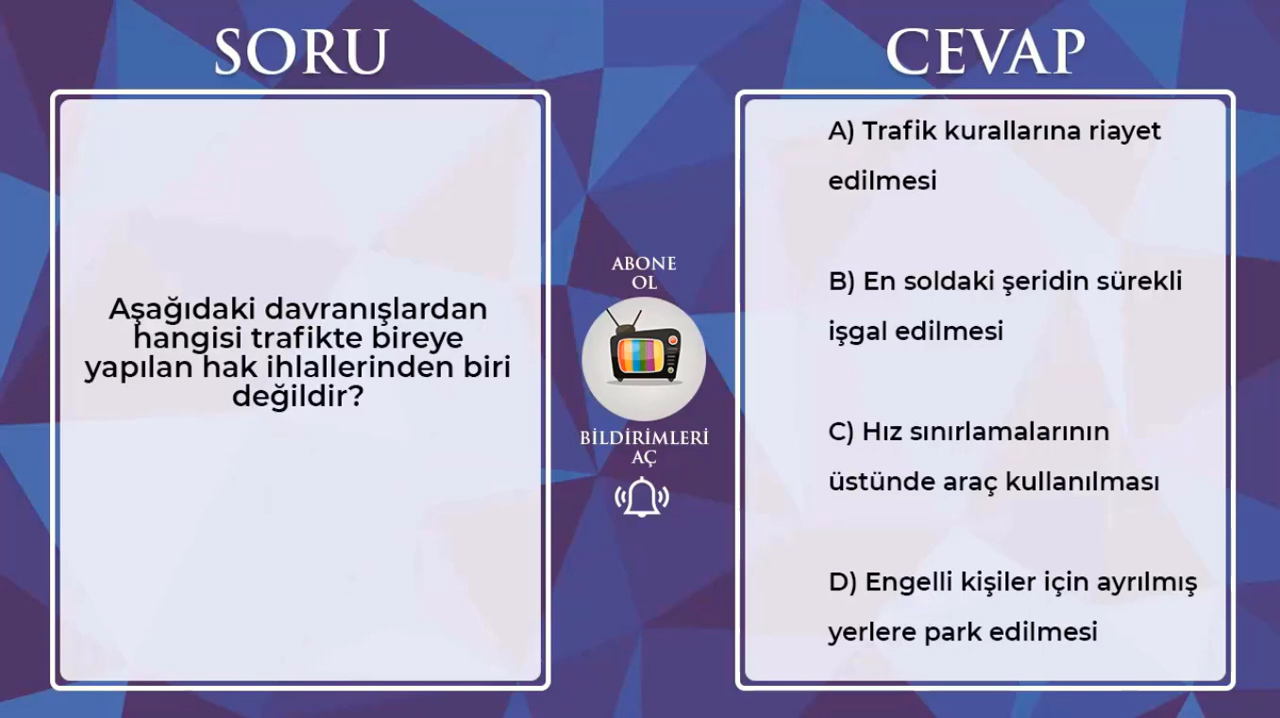 SORU
Aşağıdaki davranışlardan
hangisi trafikte bireye
yapılan hak ihlallerinden biri
değildir?
ABONE
OL
BİLDİRİMLERİ
AÇ
CEVAP
A) Trafik kurallarına riayet
edilmesi
B) En soldaki şeridin sürekli
işgal edilmesi
C) Hız sınırlamalarının
üstünde araç kullanılması
D) Engelli kişiler için ayrılmış
yerlere park edilmesi